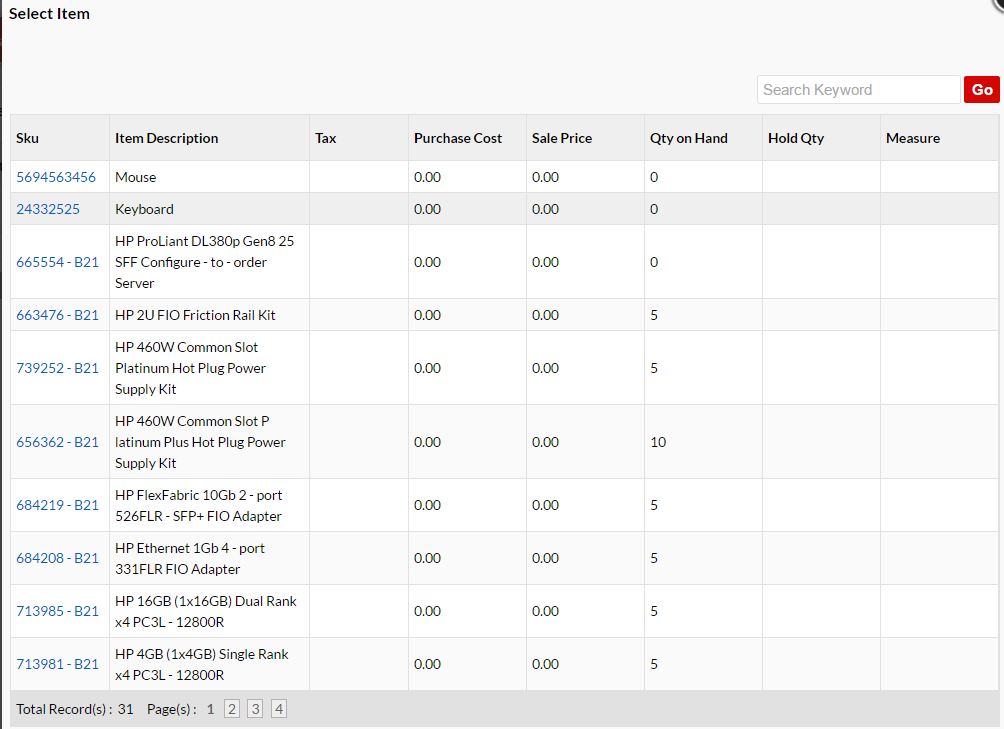 Select Item
Search Keyword Go
Sku Item Description Tax Purchase Cost Sale Price Qty on Hand Hold Qty Measure
5694563456 Mouse 0.00 0.00 0
24332525 Keyboard 0.00 0.00 0
HP ProLiant DL380p Gen8 25
665554 - B21 SFF Configure - to - order 0.00 0.00 0
Server
663476 - B21 HP 2U FIO Friction Rail Kit 0.00 0.00 5
HP 460W Common Slot
739252 - B21 Platinum Hot Plug Power 0.00 0.00 5
Supply Kit
HP 460W Common Slot P
656362 - B21 latinum Plus Hot Plug Power 0.00 0.00 10
Supply Kit
HP FlexFabric 10Gb 2 - port
684219 - B21 0.00 0.00 5
526FLR - SFP+ FIO Adapter
HP Ethernet 1Gb 4 - port
684208 - B21 0.00 0.00 5
331FLR FIO Adapter
HP 16GB (1x16GB) Dual Rank
713985 - B21 0.00 0.00 5
x4 PC3L - 12800R
HP 4GB (1x4GB) Single Rank
713981 - B21 0.00 0.00 5
x4 PC3L - 12800R
Total Record(s) : 31 Page(s) : 1 2 3 4